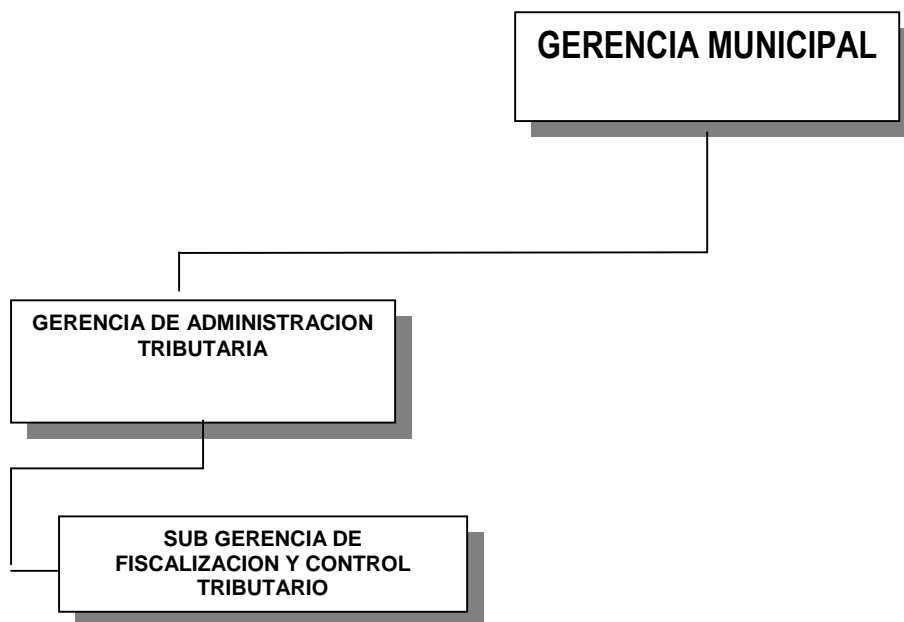 GERENCIA MUNICIPAL
GERENCIA DE ADMINISTRACION
TRIBUTARIA
SUB GERENCIA DE
FISCALIZACION Y CONTROL
TRIBUTARIO